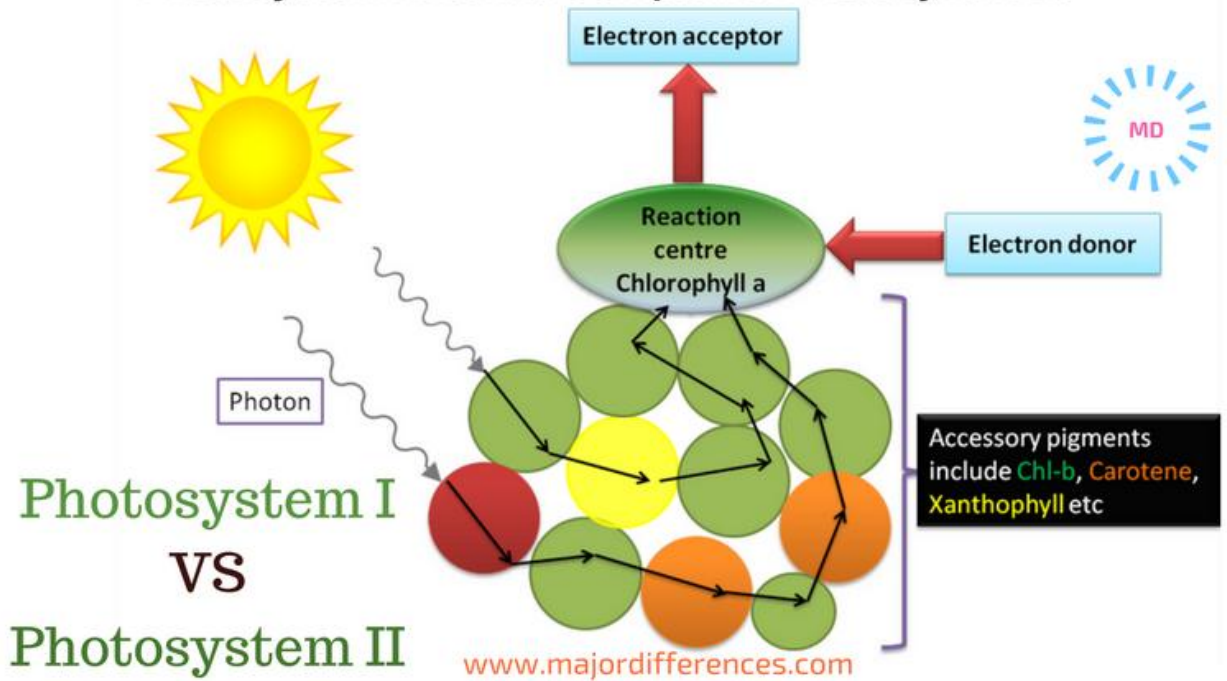 Electron acceptor
MD
Reaction
centre
Chlorophyll a
Electron donor
Photon
Accessory pigments
include Chl-b, Carotene,
Xanthophyll etc
Photosystem I
vs
Photosystem II
www.majordifferences.com